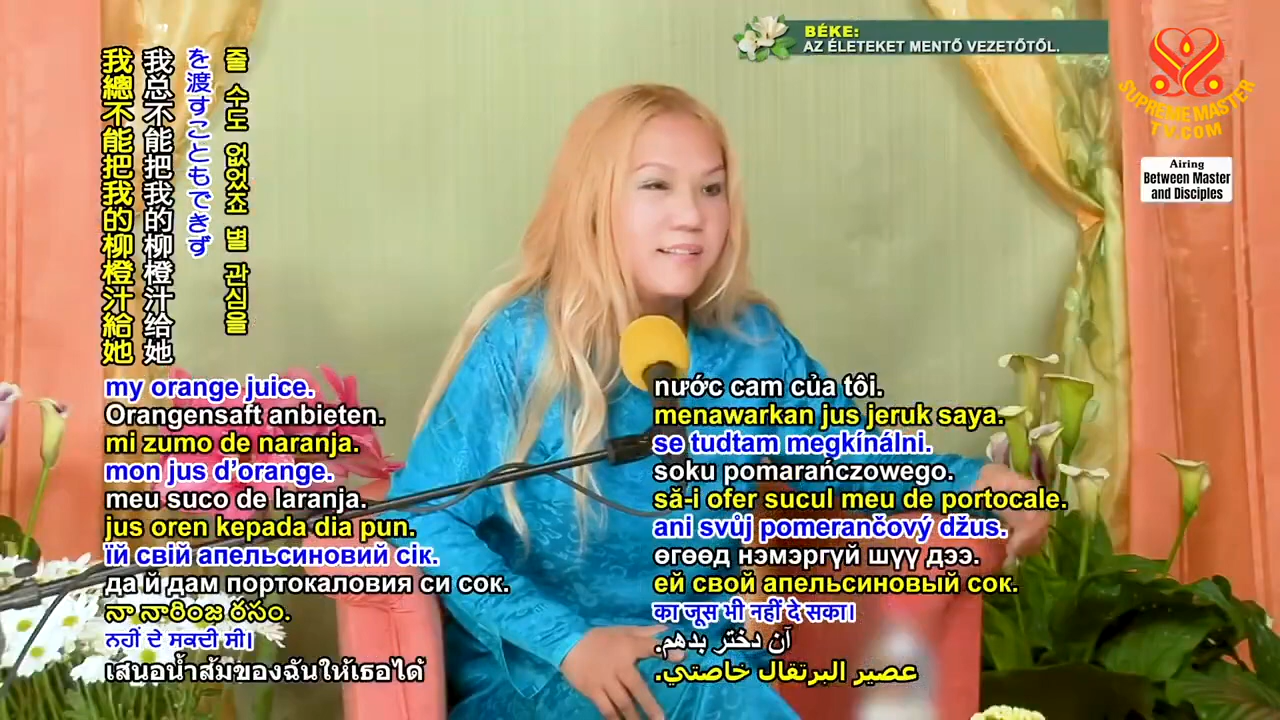 BÉKE:
AZ ÉLETEKET MENTŐ VEZETŐTŐL.
SUPREME MASTER
TV.COM
Airing
Between Master
and Disciples
줄 수도 없었죠 별 관심을
を渡すこともできず
我总不能把我的柳橙汁给她
我總不能把我的柳橙汁給她
my orange juice.
Orangensaft anbieten.
mi zumo de naranja.
mon jus d’orange.
meu suco de laranja.
jus oren kepada dia pun.
їй свій апельсиновий сік.
да й дам портокаловия си сок.
నా నారింజ రసం.
ਨਹੀਂ ਦੇ ਸਕਦੀ ਸੀ।
เสนอน้ำส้มของฉันให้เธอได้
nước cam của tôi.
menawarkan jus jeruk saya.
se tudtam megkínálni.
soku pomarańczowego.
să-i ofer sucul meu de portocale.
ani svůj pomerančový džus.
өгөөд нэмэргүй шүү дээ.
ей свой апельсиновый сок.
का जूस भी नहीं दे सका।
آن دختر بدهم.
عصير البرتقال خاصتي.